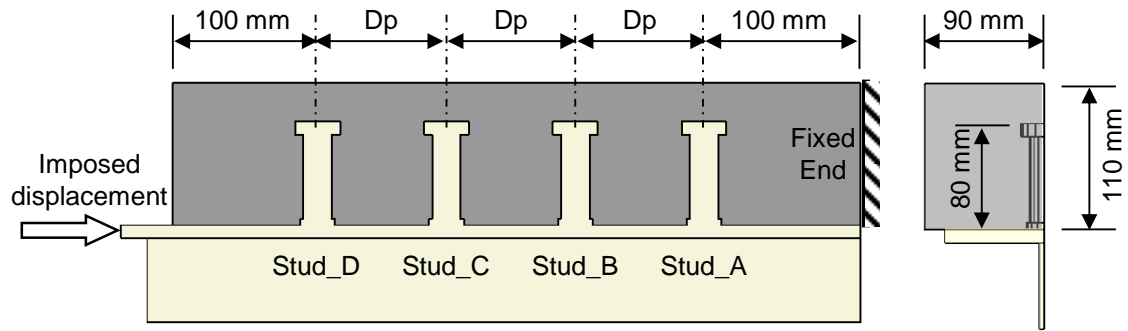 100 mm
Dp
Dp
Dp
100 mm
90 mm
Imposed
displacement
Fixed
End
80 mm
110 mm
Stud_D
Stud_C
Stud_B
Stud_A